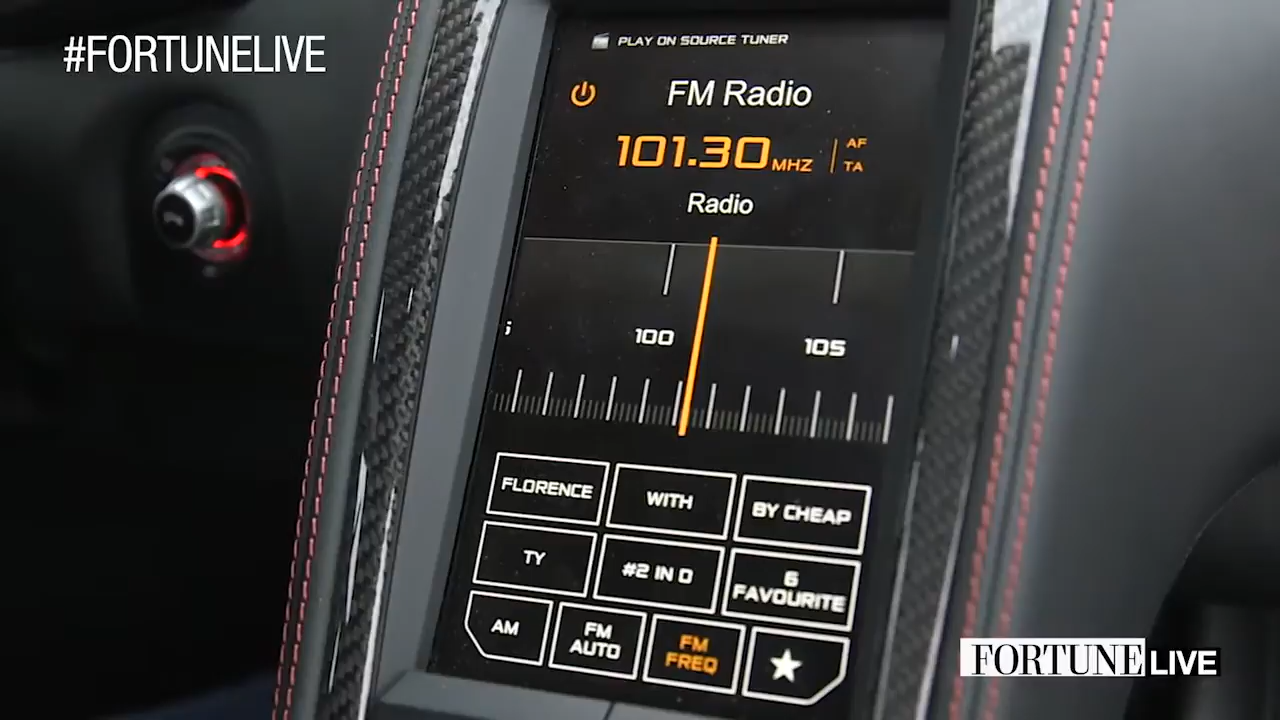 #FORTUNELIVE
PLAY ON SOURCE TUNER
FM Radio
101.30 MHZ
AF
TA
Radio
100
105
FLORENCE
WITH
BY CHEAP
TY
#2 IN D
6
FAVOURITE
AM
FM
AUTO
FM
FREQ
FORTUNE LIVE